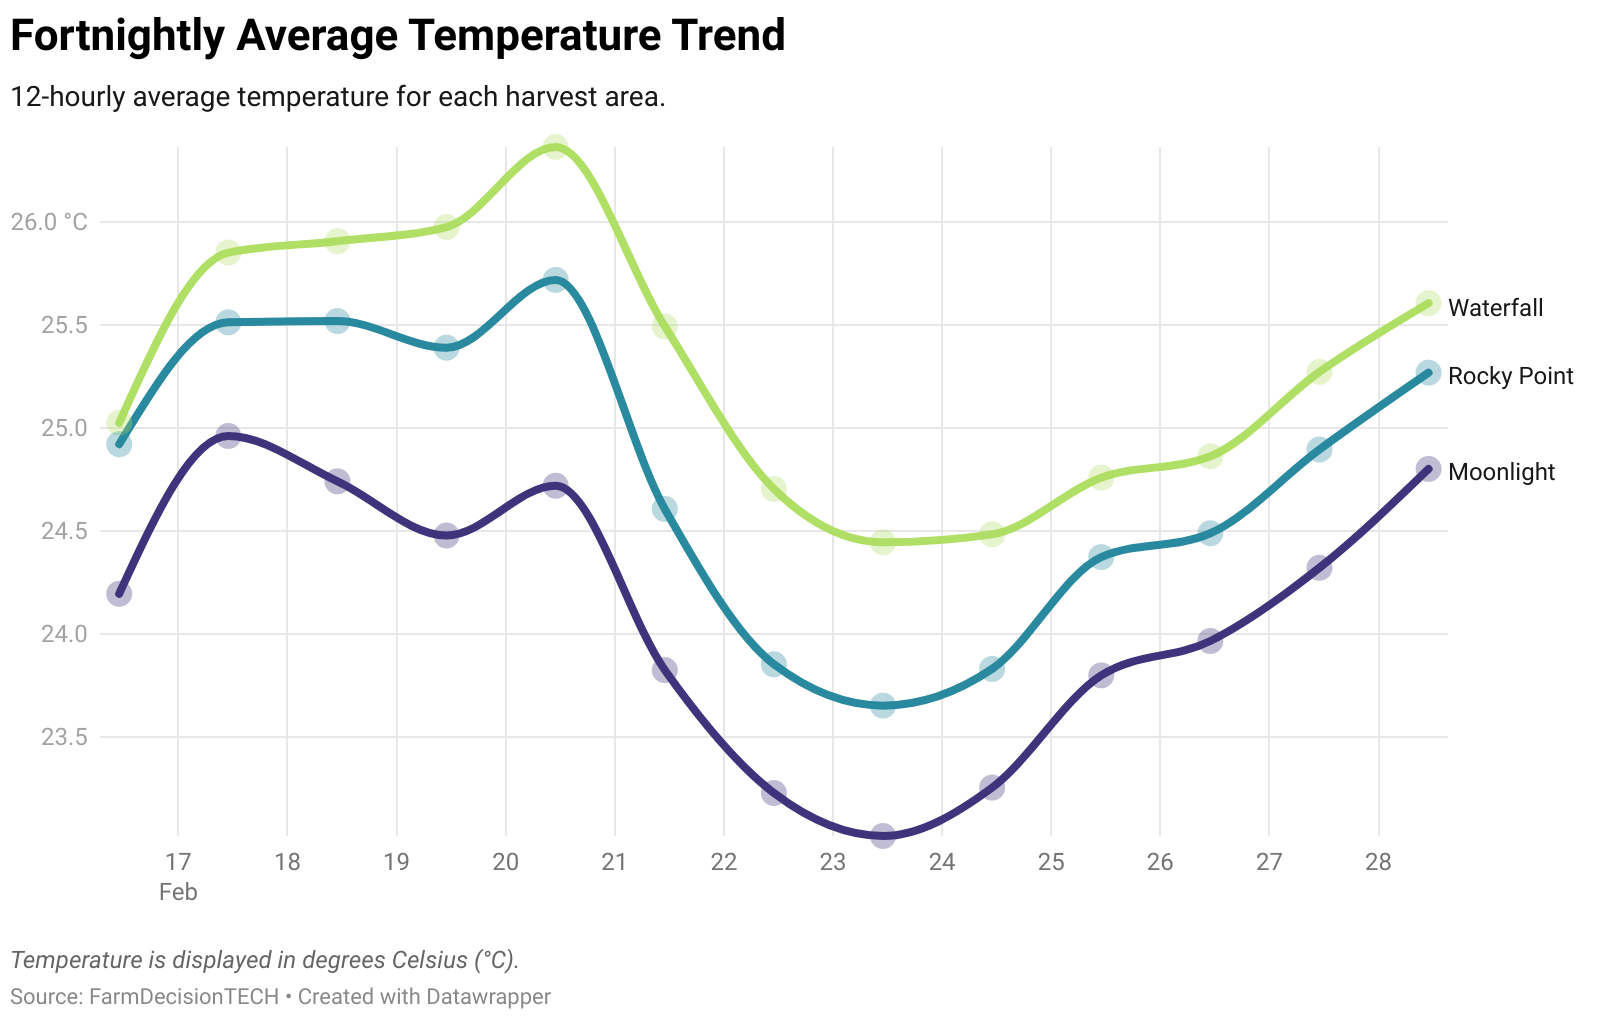 Fortnightly Average Temperature Trend
12-hourly average temperature for each harvest area.
26.0 °C
25.5
25.0
24.5
24.0
23.5
Waterfall
Rocky Point
Moonlight
17 18 19 20 21 22 23 24 25 26 27 28
Feb
Temperature is displayed in degrees Celsius (°C).
Source: FarmDecisionTECH • Created with Datawrapper